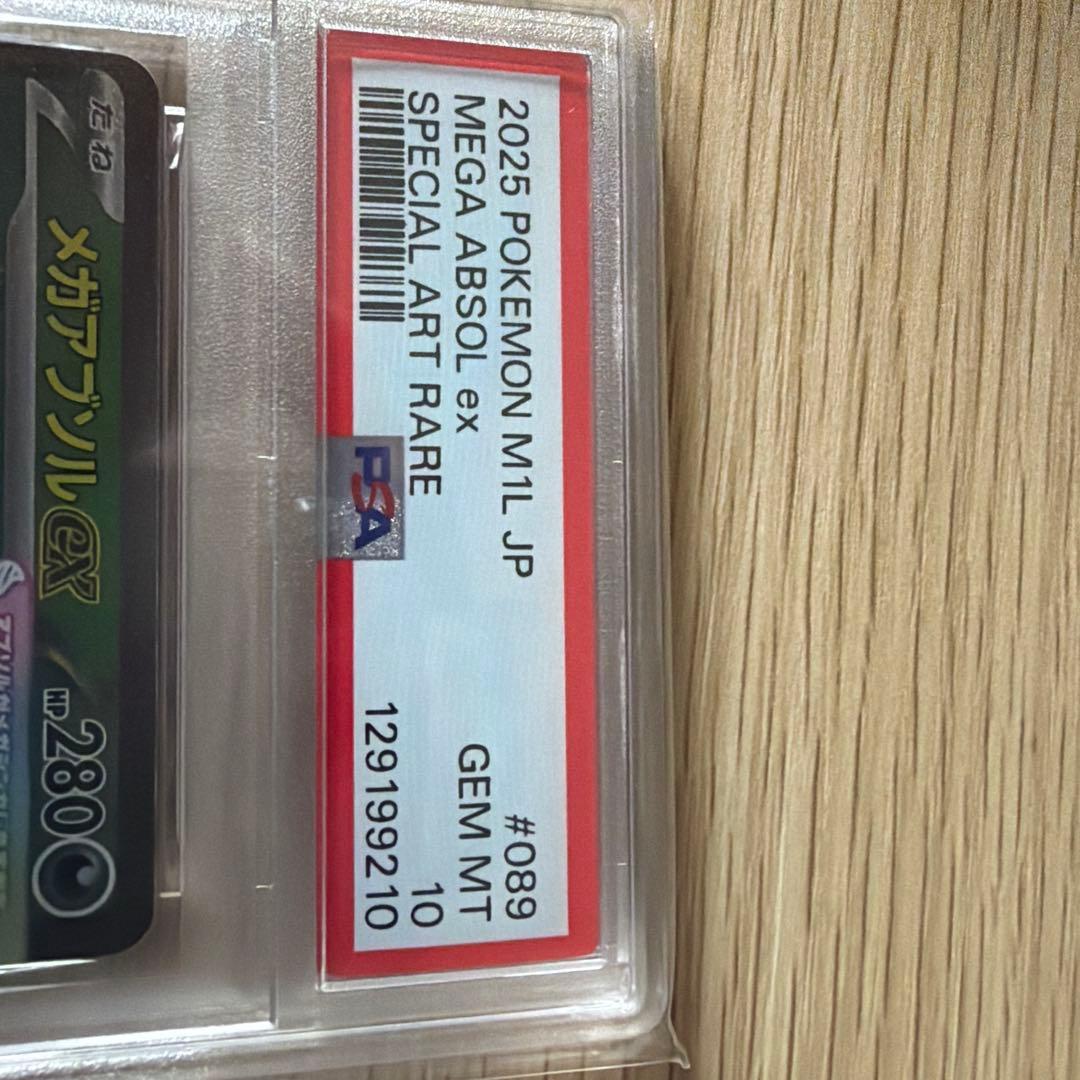 2025 POKEMON M1L JP #089
MEGA ABSOL ex GEM MT
SPECIAL ART RARE 10
129199210
PSA
たね
メガアブソルex HP280